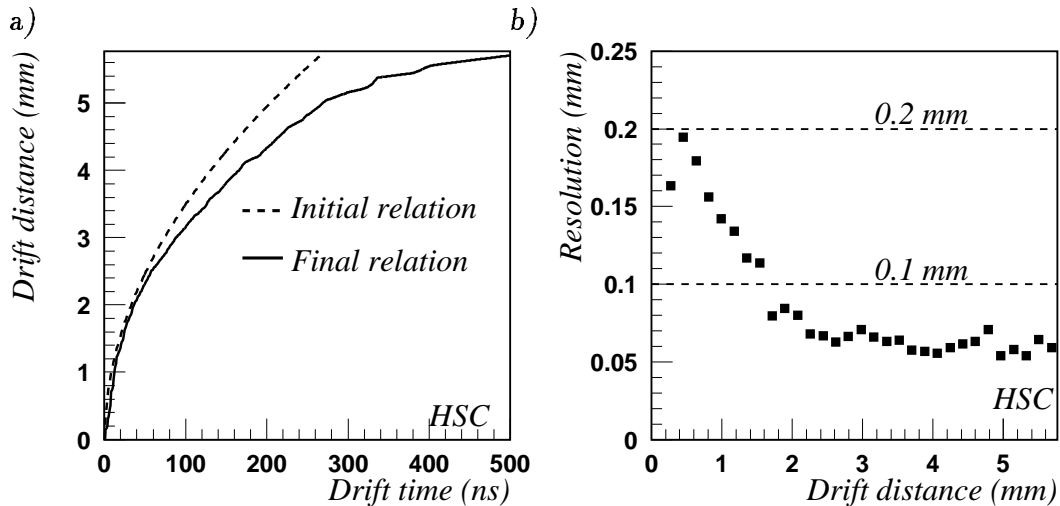 a)
Drift distance (mm)
5
4
3
2
1
0
Initial relation
Final relation
HSC
0 100 200 300 400 500
Drift time (ns)
b)
Resolution (mm)
0.25
0.2
0.15
0.1
0.05
0
0.2 mm
0.1 mm
HSC
0 1 2 3 4 5
Drift distance (mm)